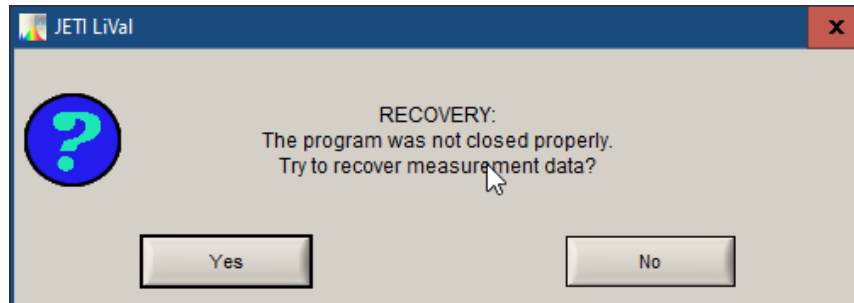 JETI LiVal
x
RECOVERY:
The program was not closed properly.
Try to recover measurement data?
?
Yes
No